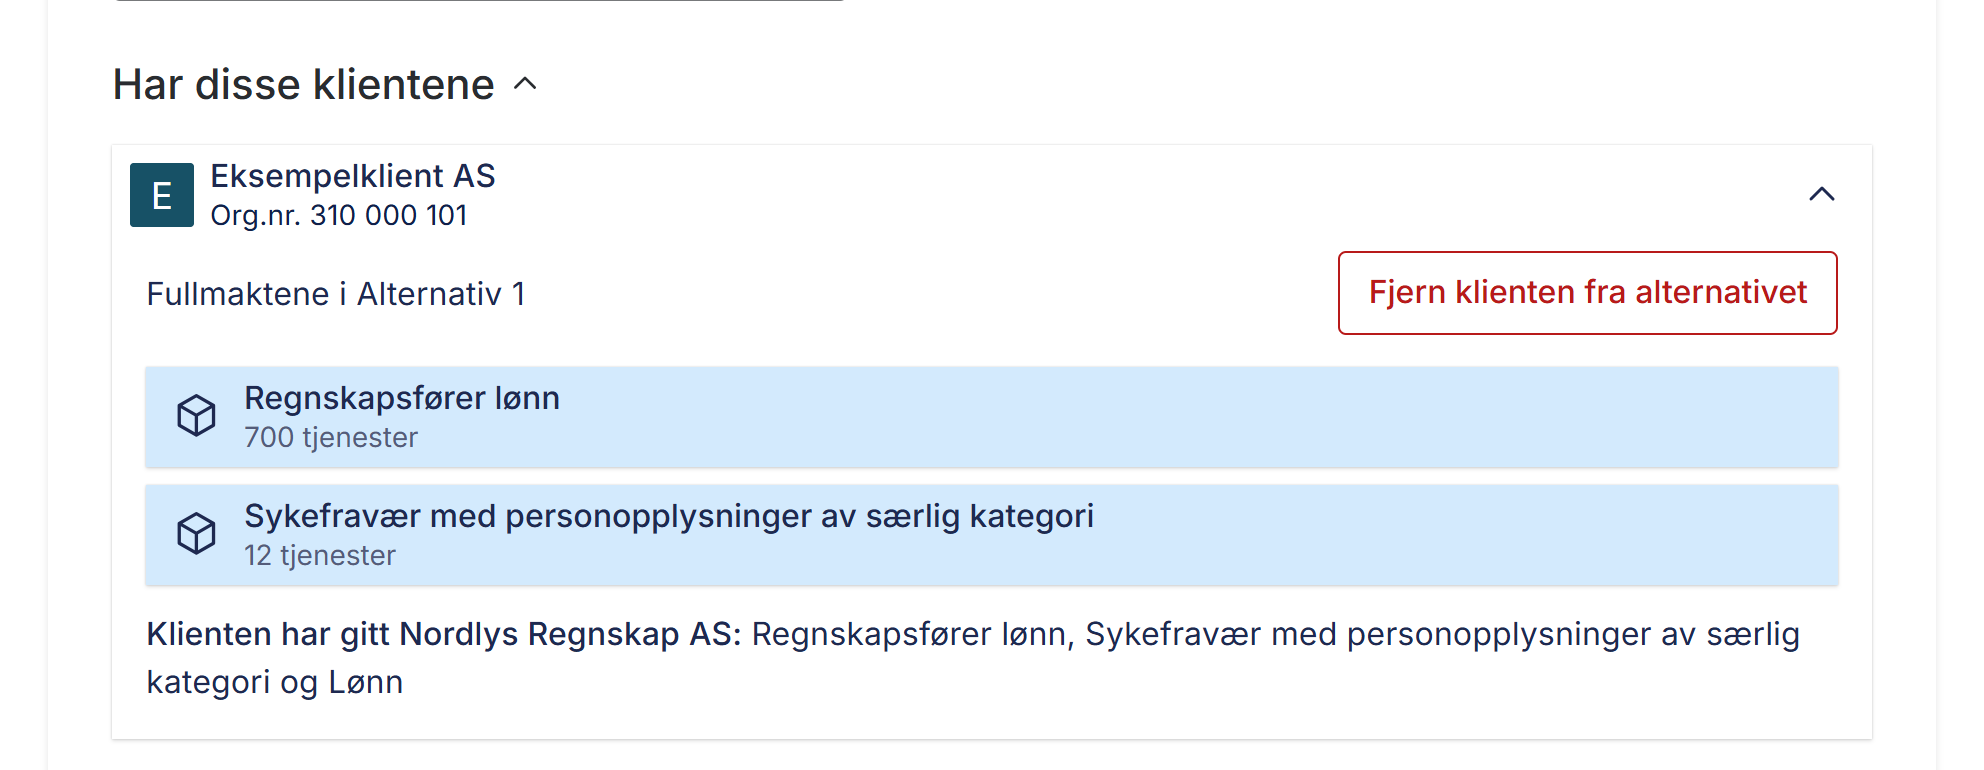 Har disse klientene
E
Eksempelklient AS
Org.nr. 310 000 101
Fullmaktene i Alternativ 1
Fjern klienten fra alternativet
Regnskapsfører lønn
700 tjenester
Sykefravær med personopplysninger av særlig kategori
12 tjenester
Klienten har gitt Nordlys Regnskap AS: Regnskapsfører lønn, Sykefravær med personopplysninger av særlig
kategori og Lønn